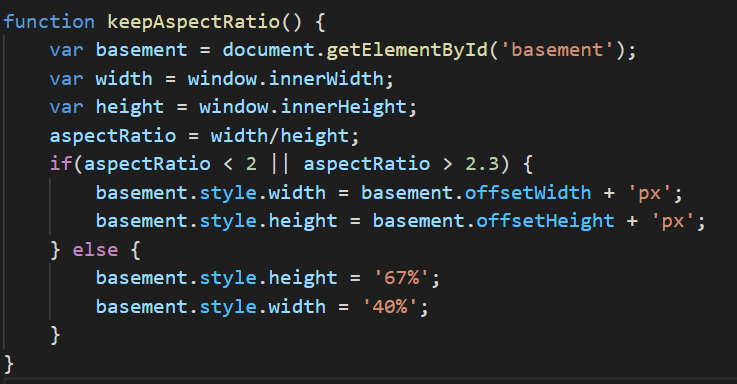 function keepAspectRatio() {
    var basement = document.getElementById('basement');
    var width = window.innerWidth;
    var height = window.innerHeight;
    aspectRatio = width/height;
    if(aspectRatio < 2 || aspectRatio > 2.3) {
        basement.style.width = basement.offsetWidth + 'px';
        basement.style.height = basement.offsetHeight + 'px';
    } else {
        basement.style.height = '67%';
        basement.style.width = '40%';
    }
}